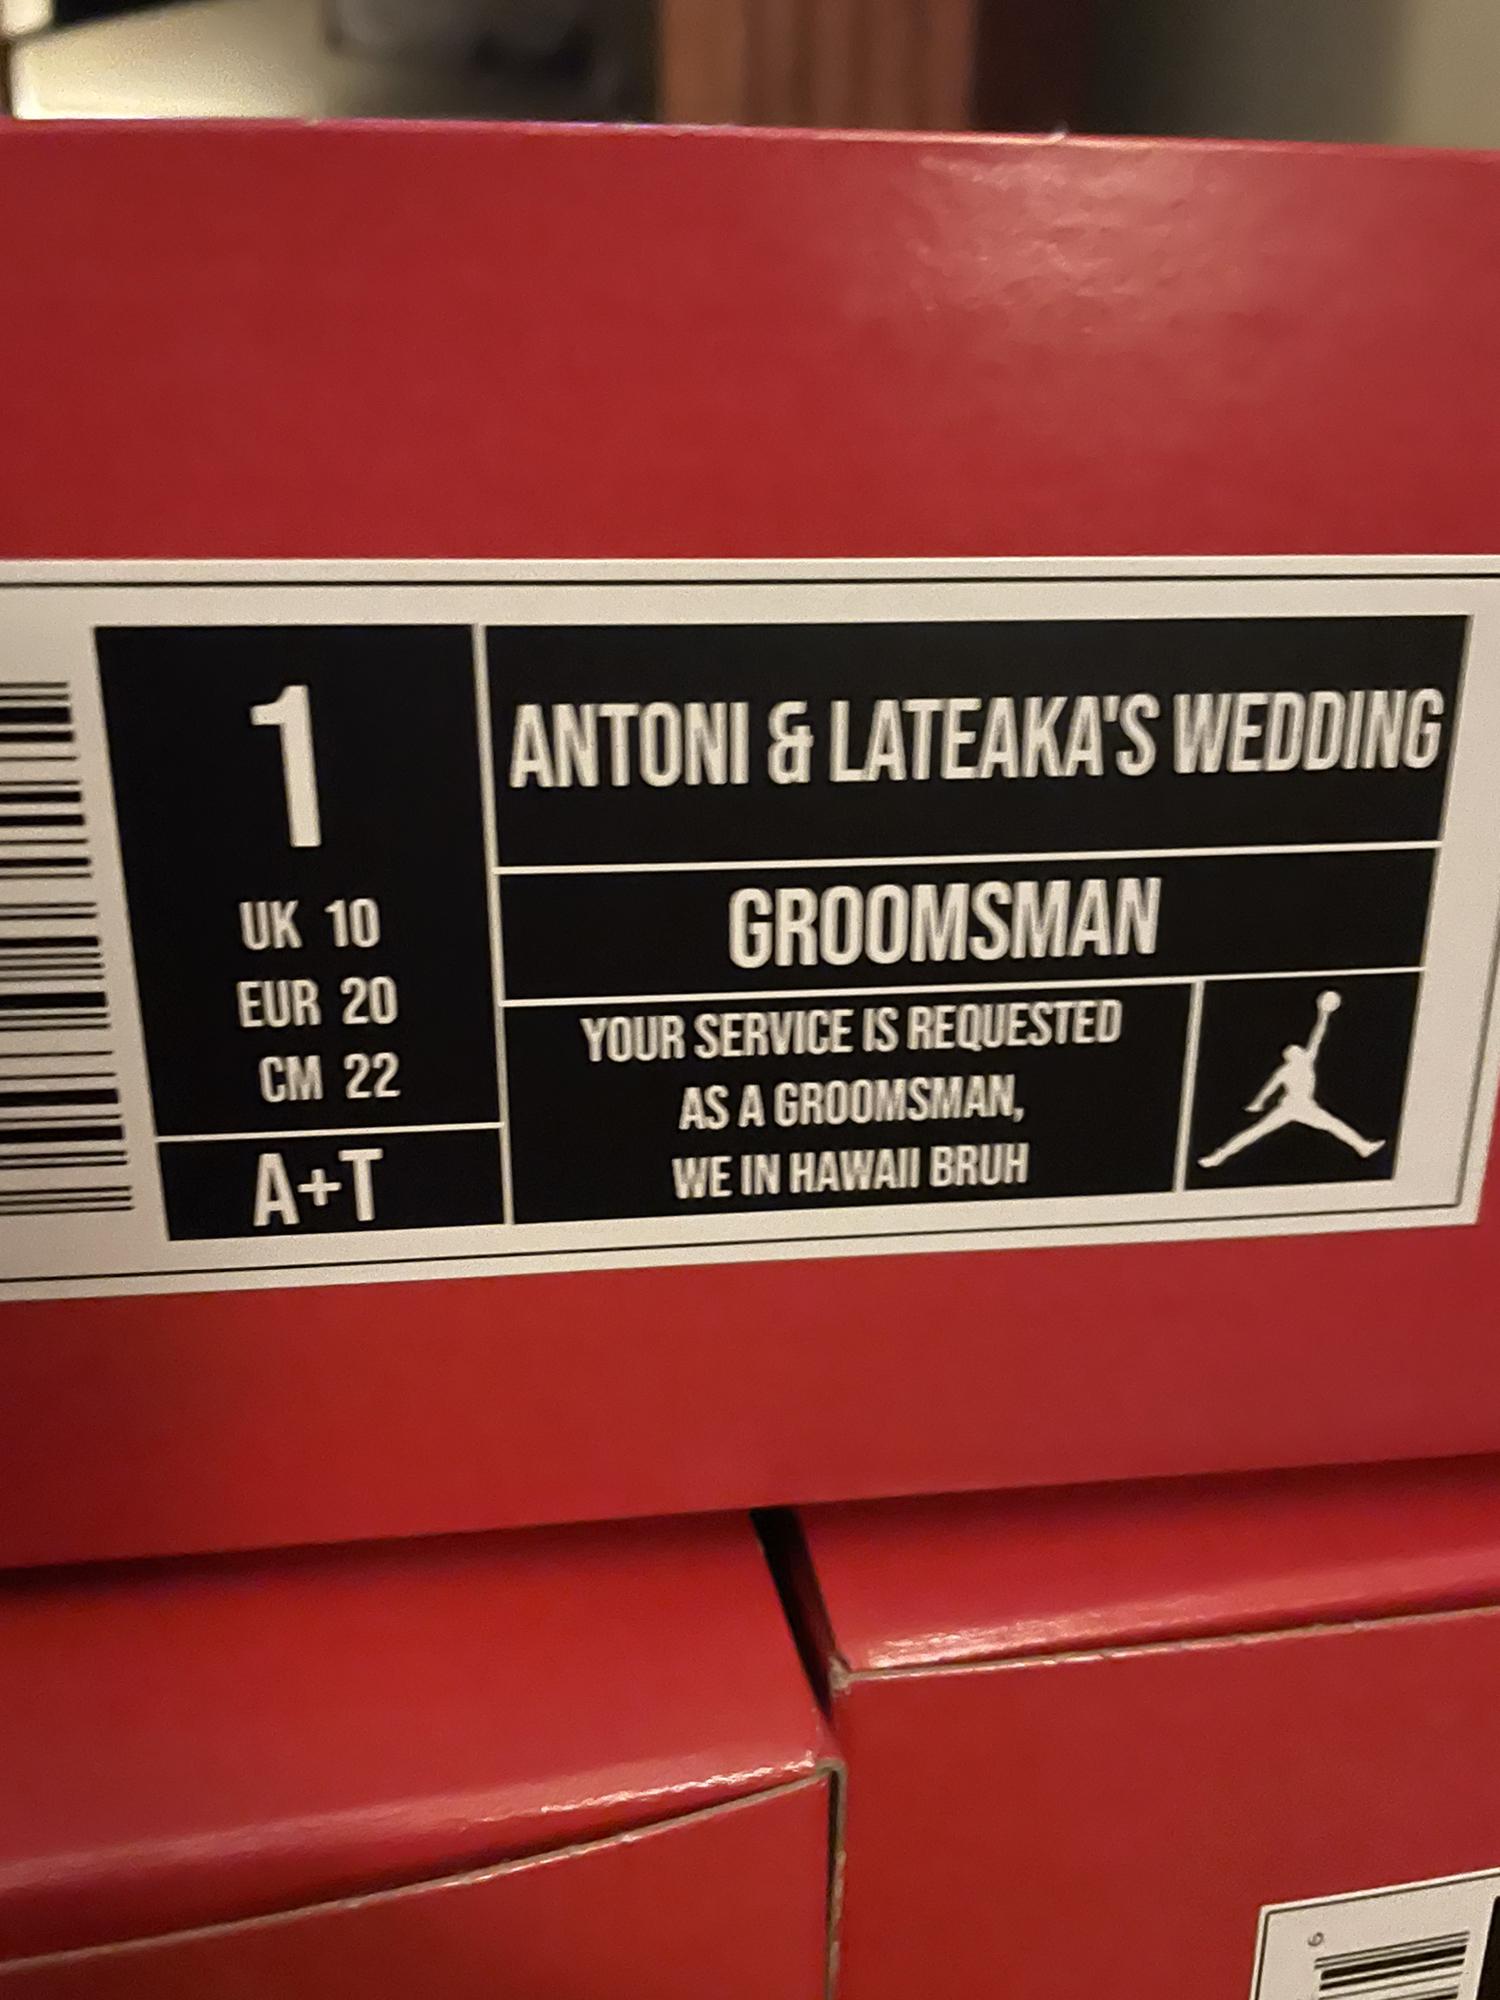 1
UK 10
EUR 20
CM 22
A+T
ANTONI & LATEAKA'S WEDDING
GROOMSMAN
YOUR SERVICE IS REQUESTED
AS A GROOMSMAN,
WE IN HAWAII BRUH